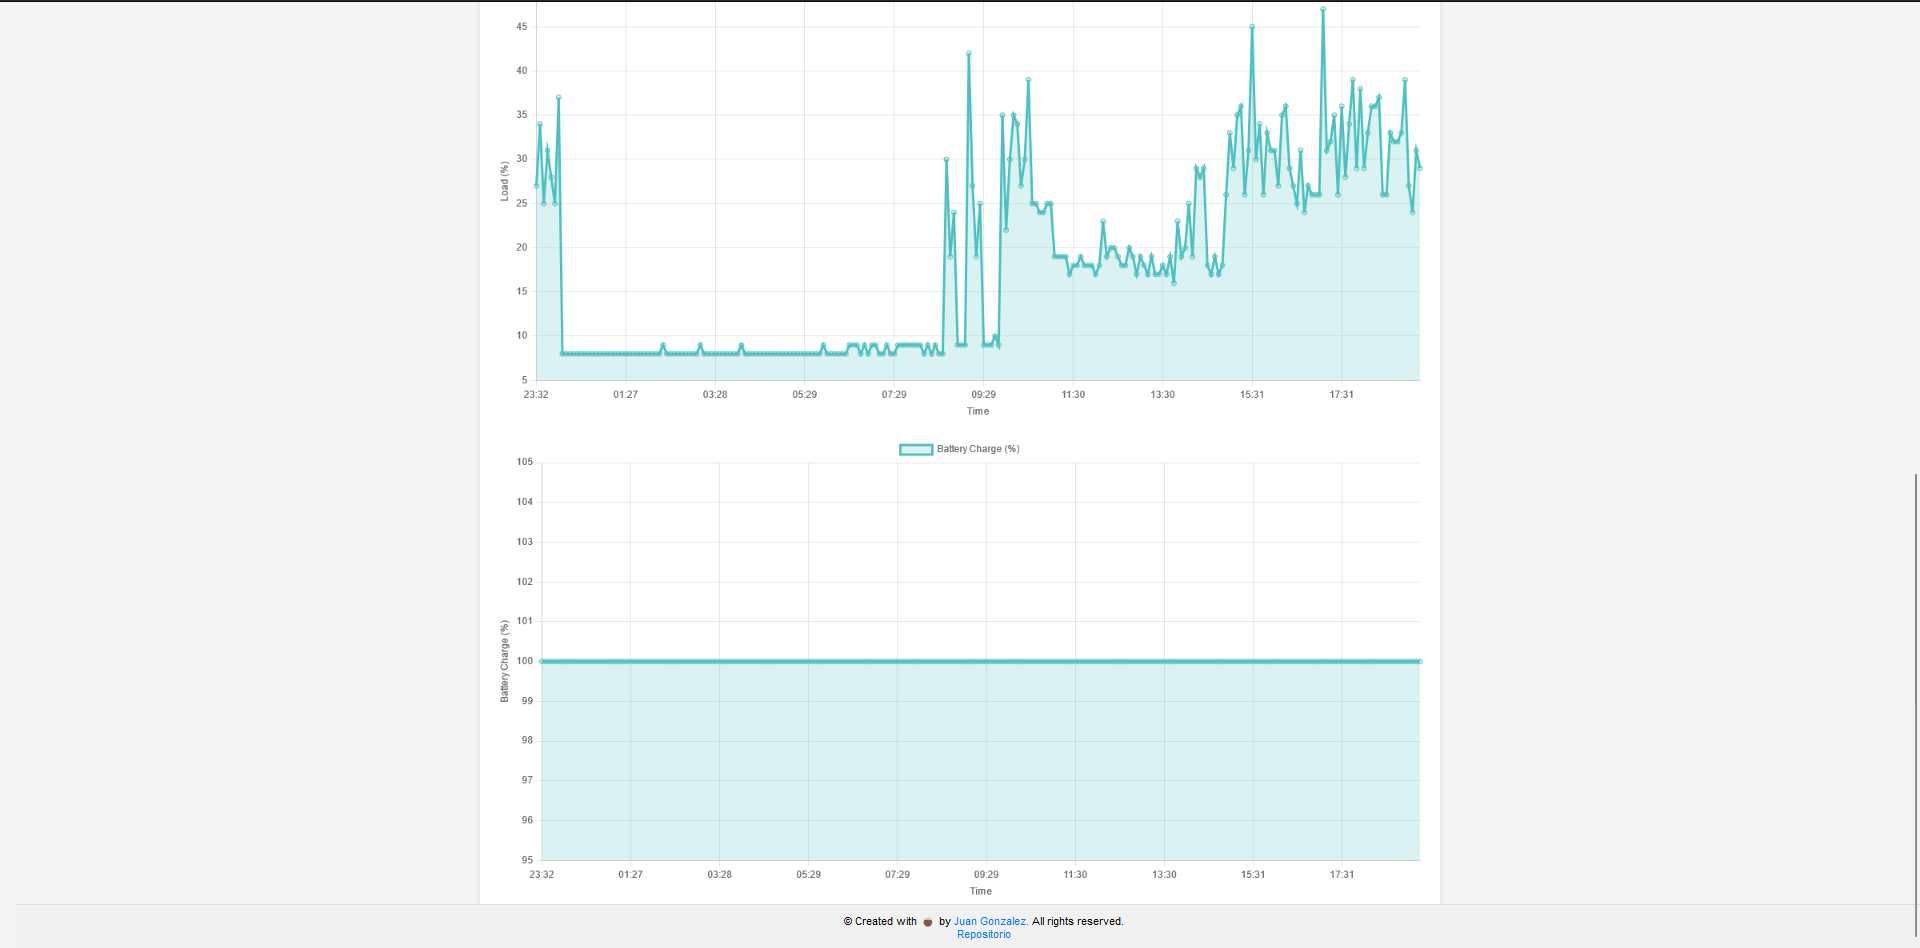 45
40
35
30
25
20
15
10
5
Load (%)
23:32 01:27 03:28 05:29 07:29 09:29 11:30 13:30 15:31 17:31
Time
Battery Charge (%)
105
104
103
102
101
100
99
98
97
96
95
Battery Charge (%)
23:32 01:27 03:28 05:29 07:29 09:29 11:30 13:30 15:31 17:31
Time
© Created with 🧉 by Juan Gonzalez. All rights reserved.
Repositorio